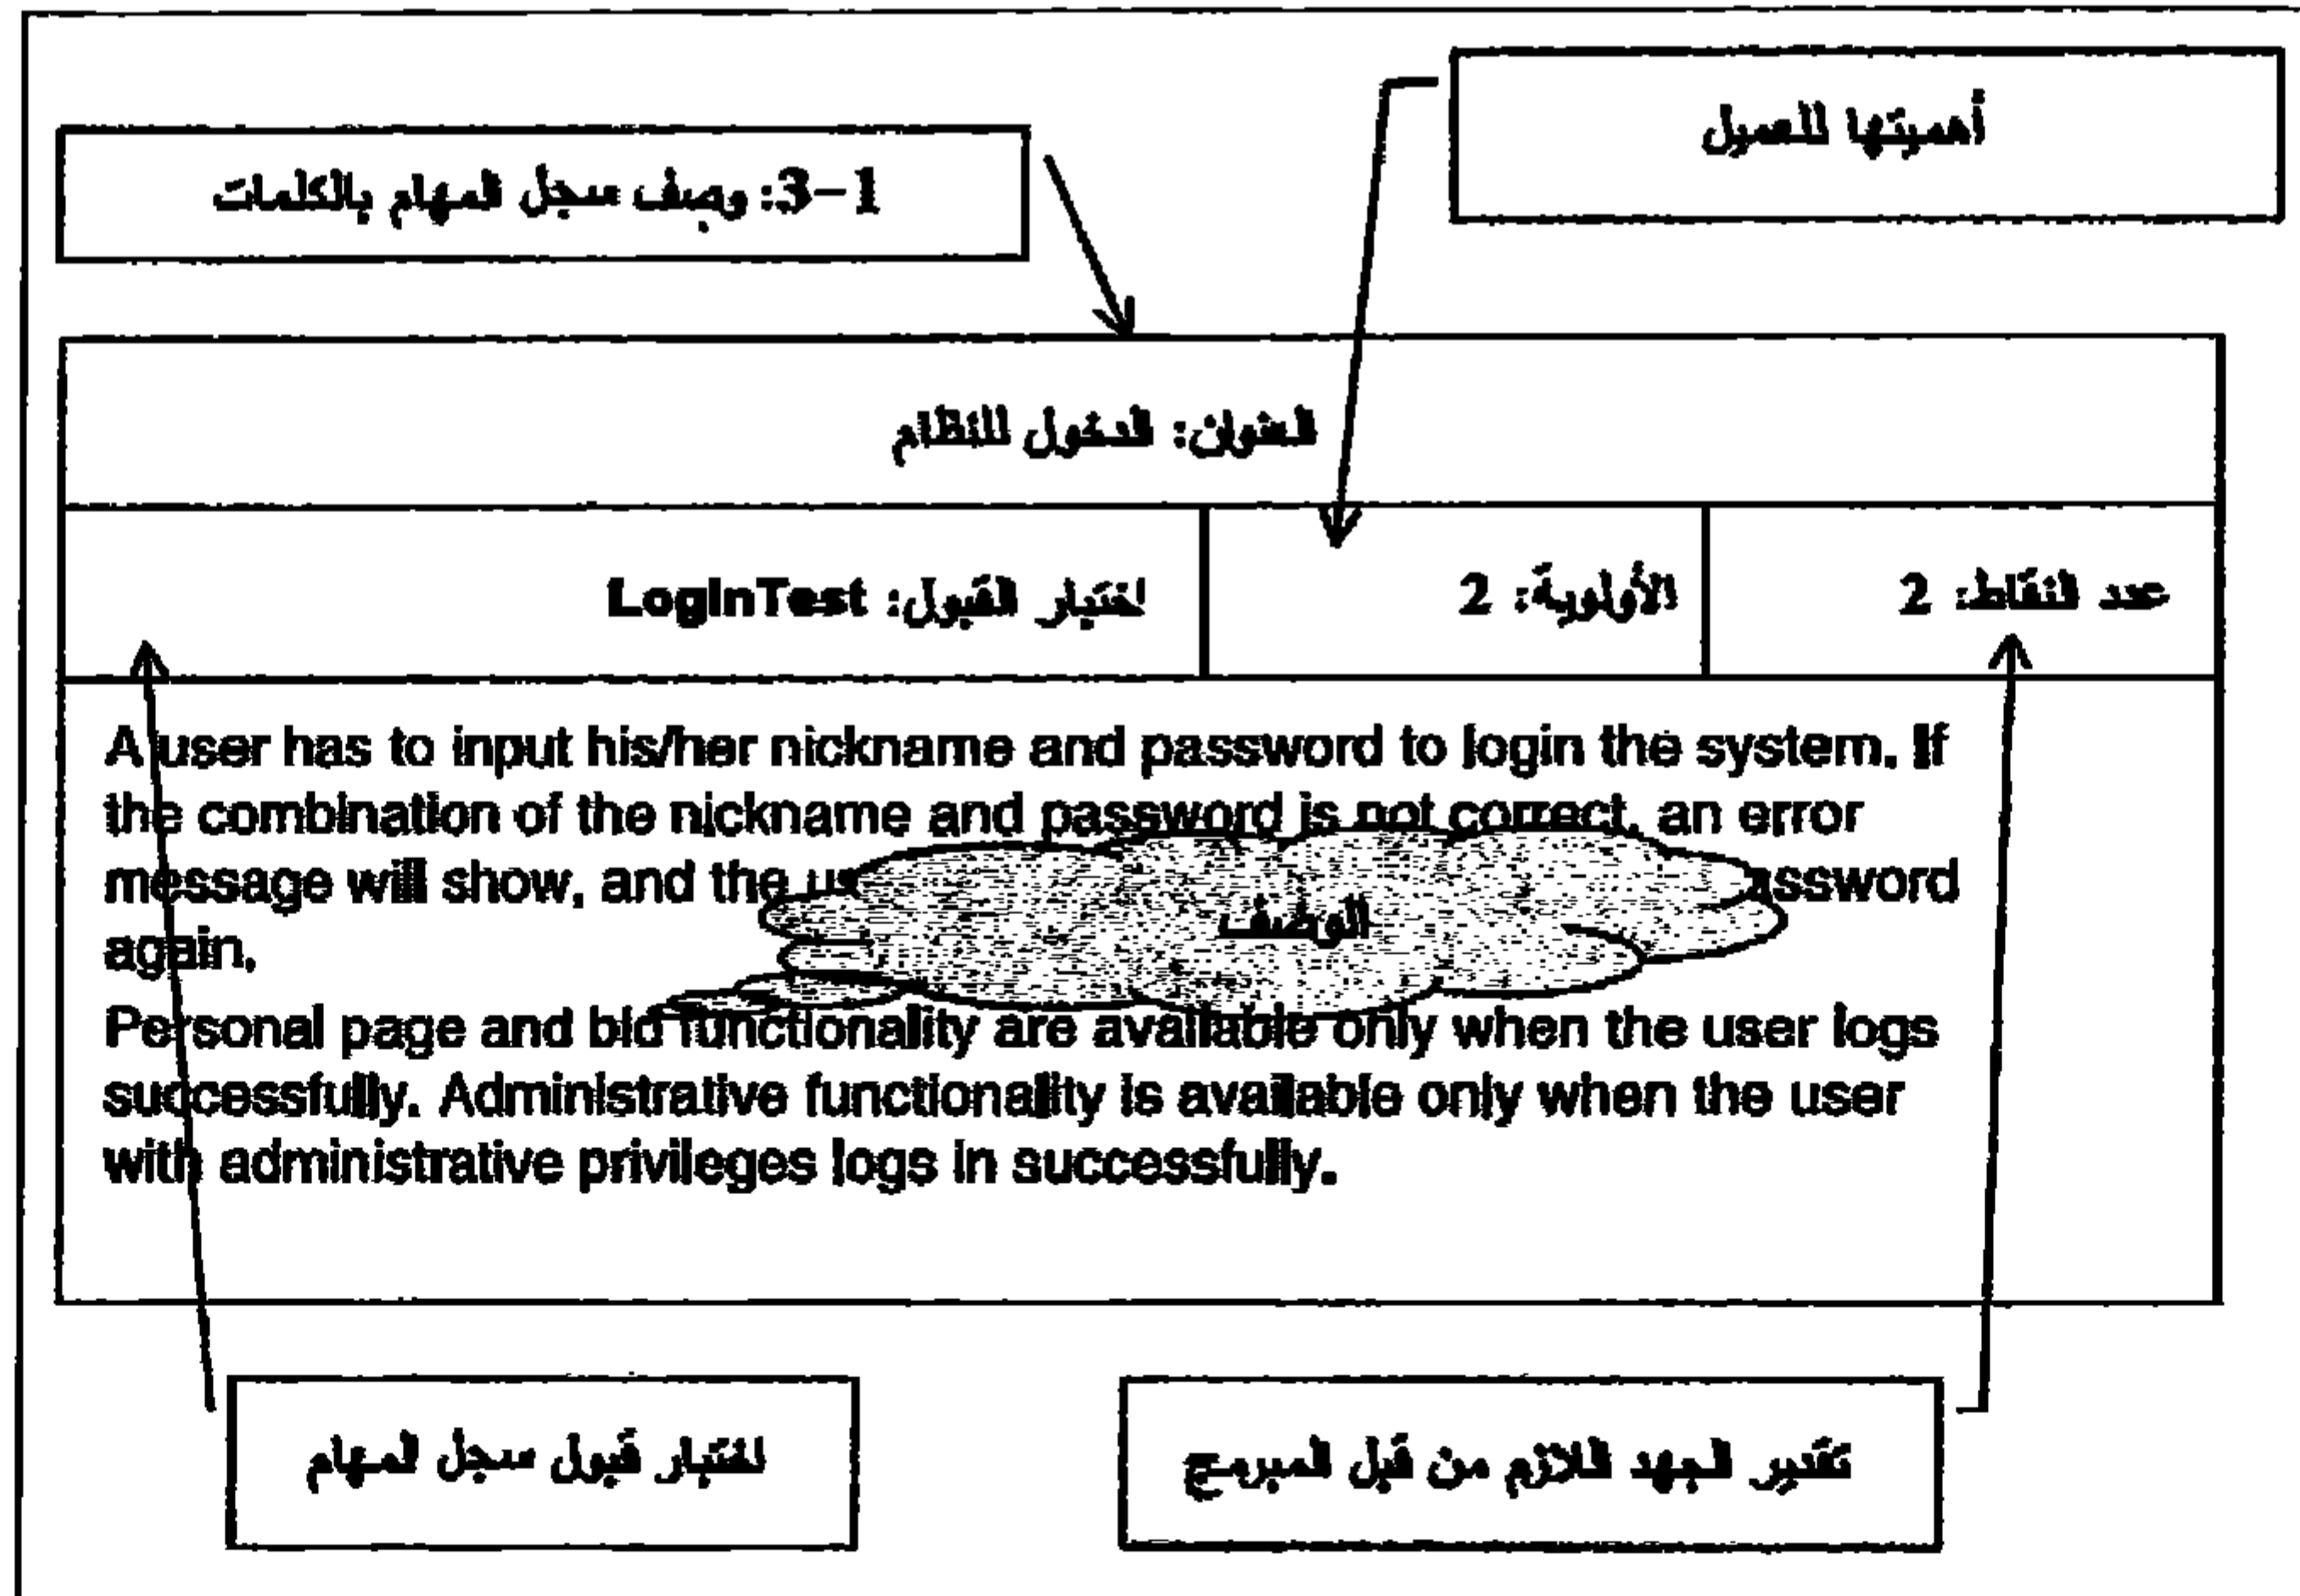 أهميتها للعميل
1-3: وصف سجل المهام بالكلمات
العنوان: الدخول للنظام
عدد النقاط: 2
الأولوية: 2
اختبار القبول: LogInTest
A user has to input his/her nickname and password to login the system. If
the combination of the nickname and password is not correct, an error
message will show, and the
again.
الوصف
Personal page and bid functionality are available only when the user logs
successfully. Administrative functionality is available only when the user
with administrative privileges logs in successfully.
تقدير الجهد اللازم من قبل المبرمج
اختبار قبول سجل المهام